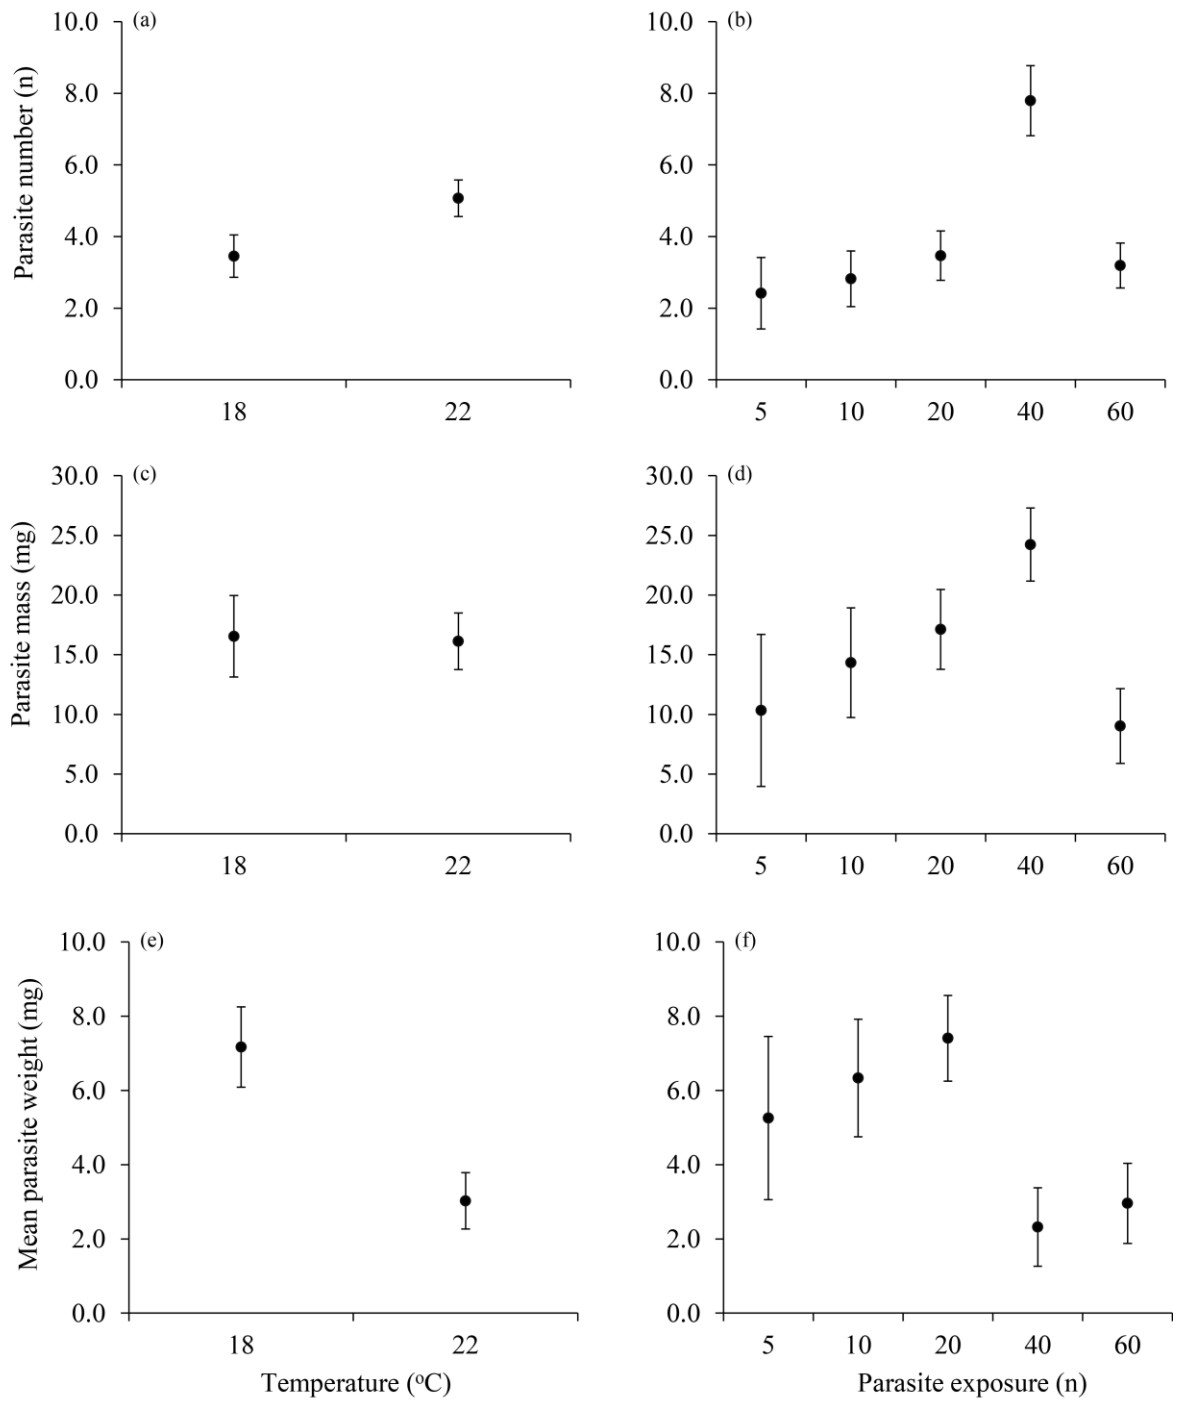 (a)
Parasite number (n)
10.0
8.0
6.0
4.0
2.0
0.0
18 22
(b)
10.0
8.0
6.0
4.0
2.0
0.0
5 10 20 40 60
(c)
Parasite mass (mg)
30.0
25.0
20.0
15.0
10.0
5.0
0.0
18 22
(d)
30.0
25.0
20.0
15.0
10.0
5.0
0.0
5 10 20 40 60
(e)
Mean parasite weight (mg)
10.0
8.0
6.0
4.0
2.0
0.0
18 22
Temperature (°C)
(f)
10.0
8.0
6.0
4.0
2.0
0.0
5 10 20 40 60
Parasite exposure (n)